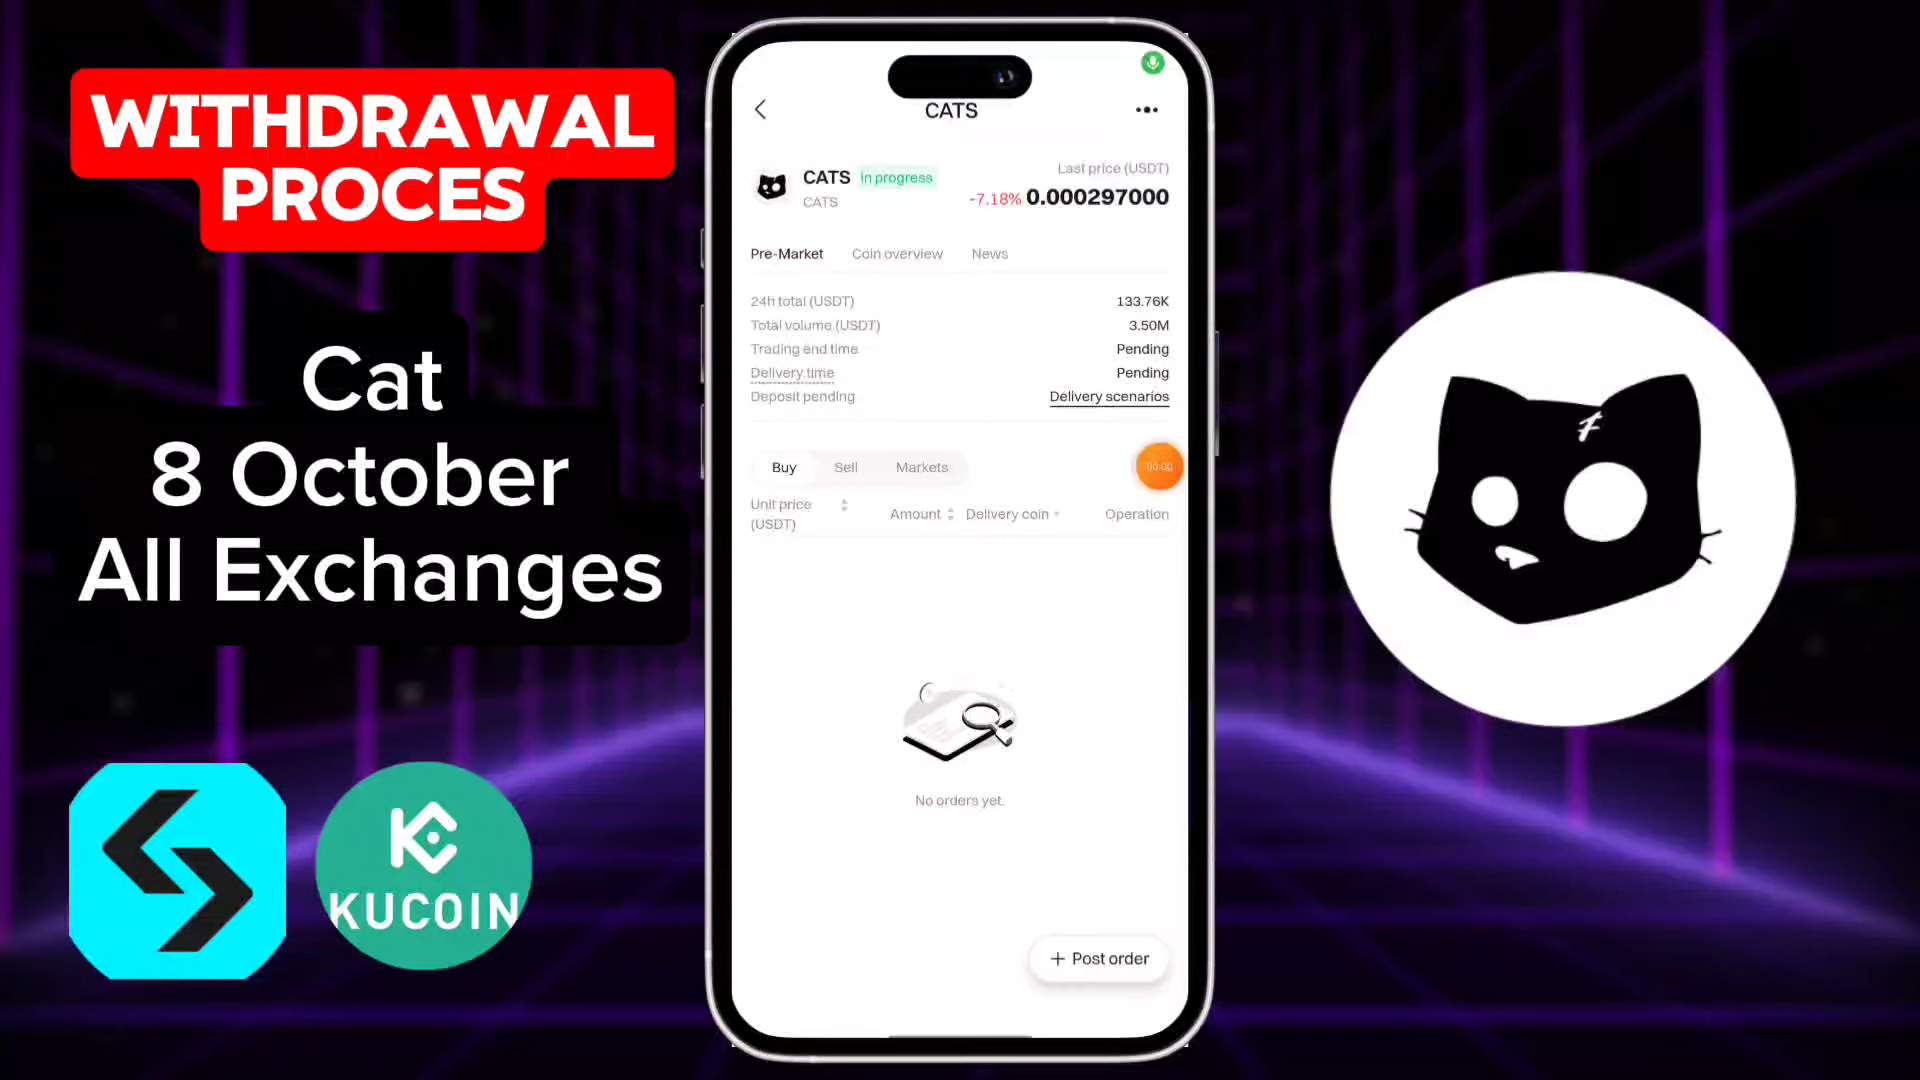 WITHDRAWAL
PROCES
Cat
8 October
All Exchanges
KUCOIN
CATS
CATS in progress
CATS
Last price (USDT)
-7.18% 0.000297000
Pre-Market Coin overview News
24h total (USDT) 133.76K
Total volume (USDT) 3.50M
Trading end time Pending
Delivery time Pending
Deposit pending Delivery scenarios
Buy Sell Markets
00:00
Unit price
(USDT)
Amount Delivery coin Operation
No orders yet.
+ Post order